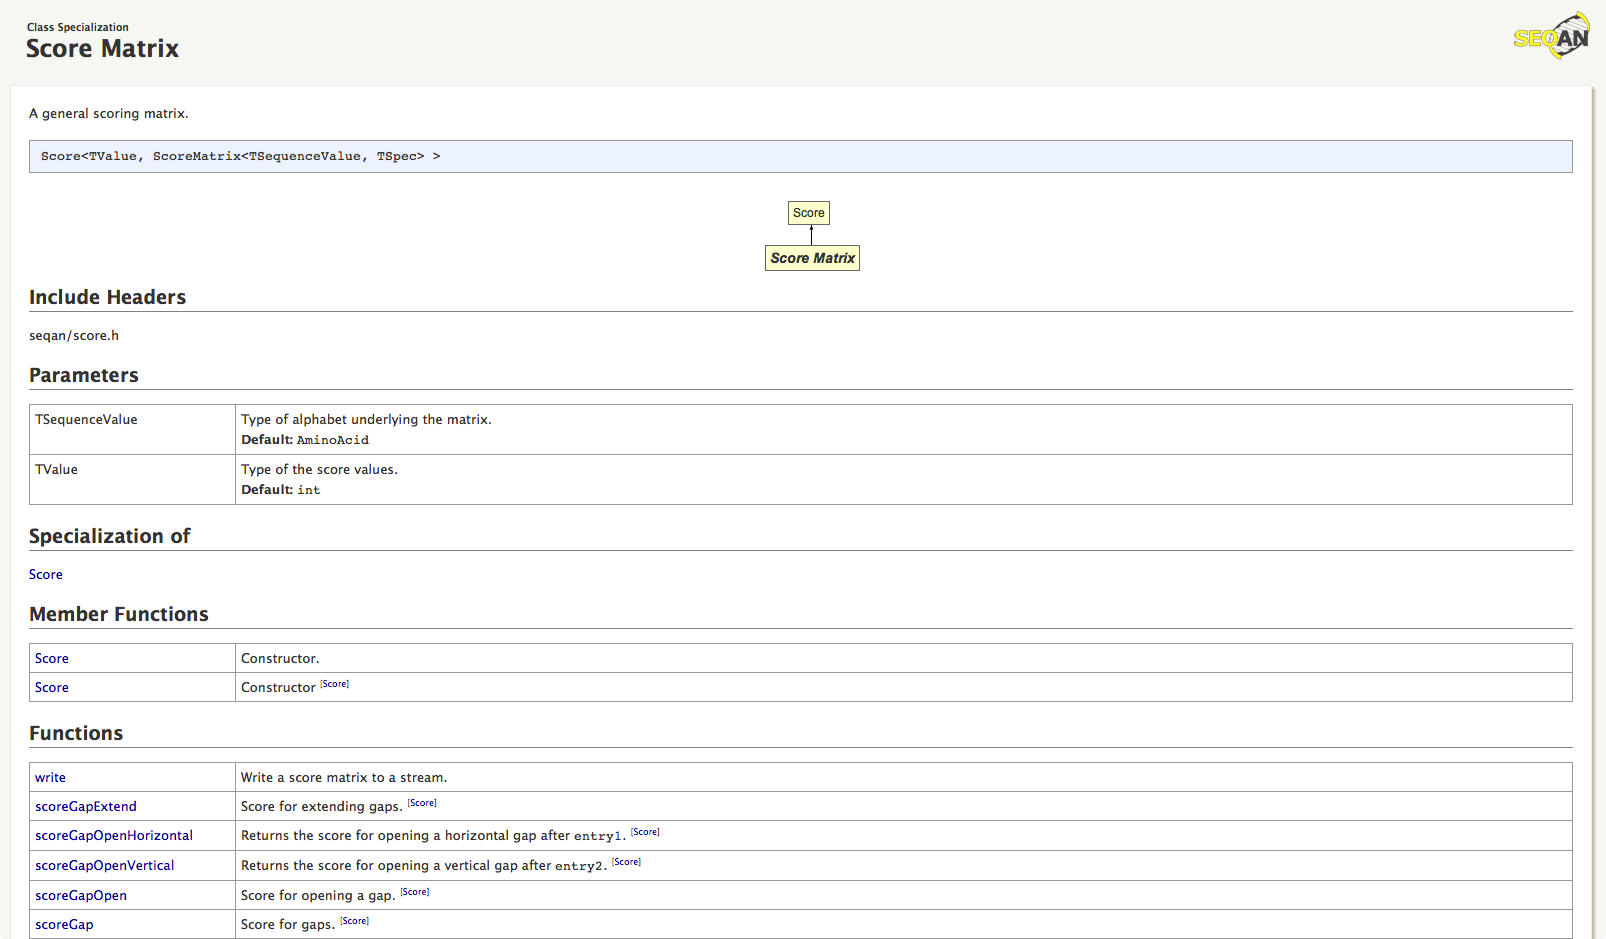 Class Specialization
Score Matrix
SEQAN
A general scoring matrix.
Score<TValue, ScoreMatrix<TSequenceValue, TSpec> >
Score
Score Matrix
Include Headers
seqan/score.h
Parameters
TSequenceValue Type of alphabet underlying the matrix.
Default: AminoAcid
TValue Type of the score values.
Default: int
Specialization of
Score
Member Functions
Score Constructor.
Score Constructor [Score]
Functions
write Write a score matrix to a stream.
scoreGapExtend Score for extending gaps. [Score]
scoreGapOpenHorizontal Returns the score for opening a horizontal gap after entry1. [Score]
scoreGapOpenVertical Returns the score for opening a vertical gap after entry2. [Score]
scoreGapOpen Score for opening a gap. [Score]
scoreGap Score for gaps. [Score]